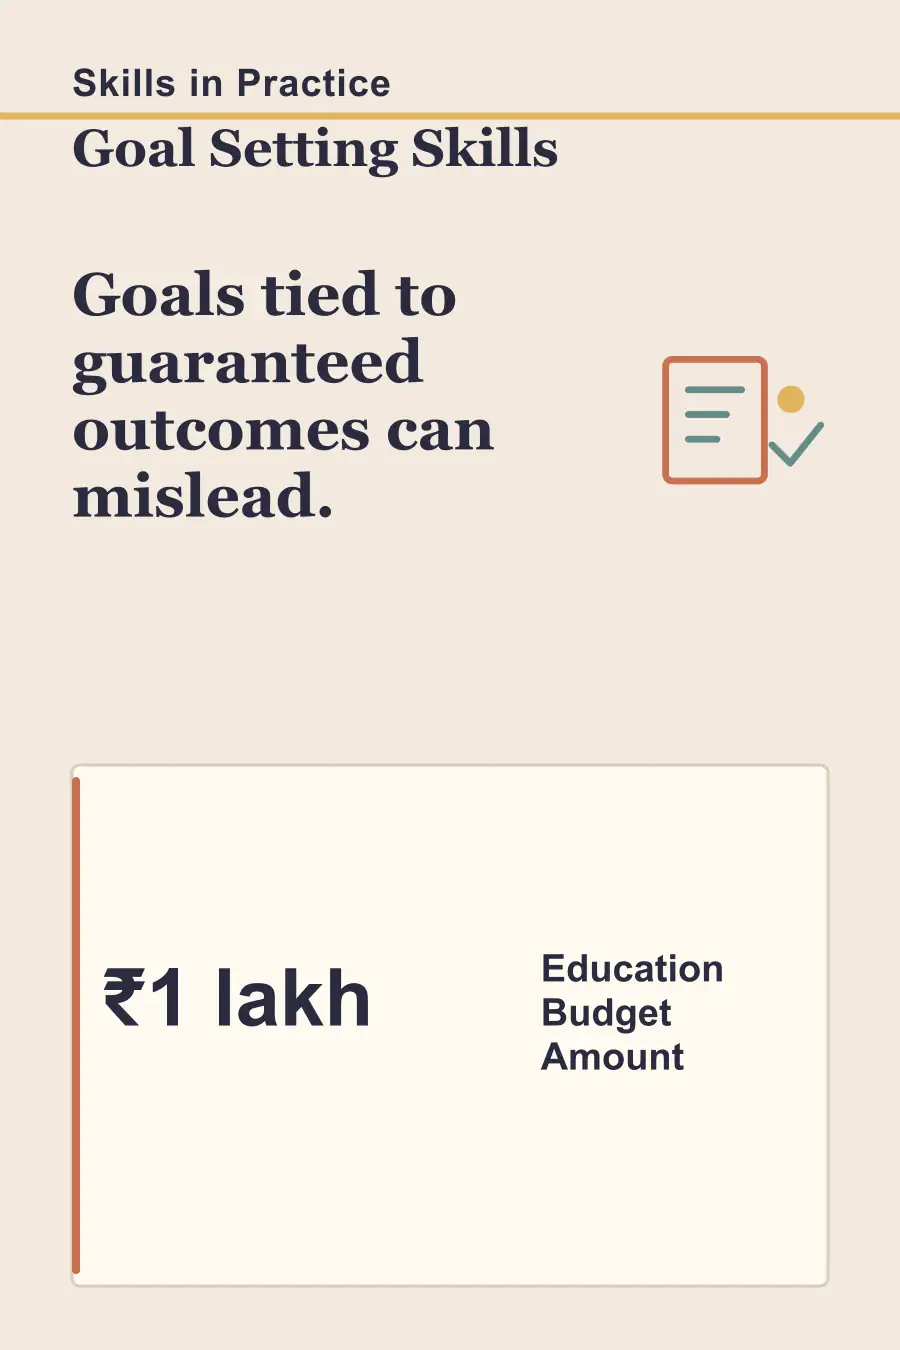 Skills in Practice
Goal Setting Skills
Goals tied to
guaranteed
outcomes can
mislead.
₹1 lakh
Education
Budget
Amount